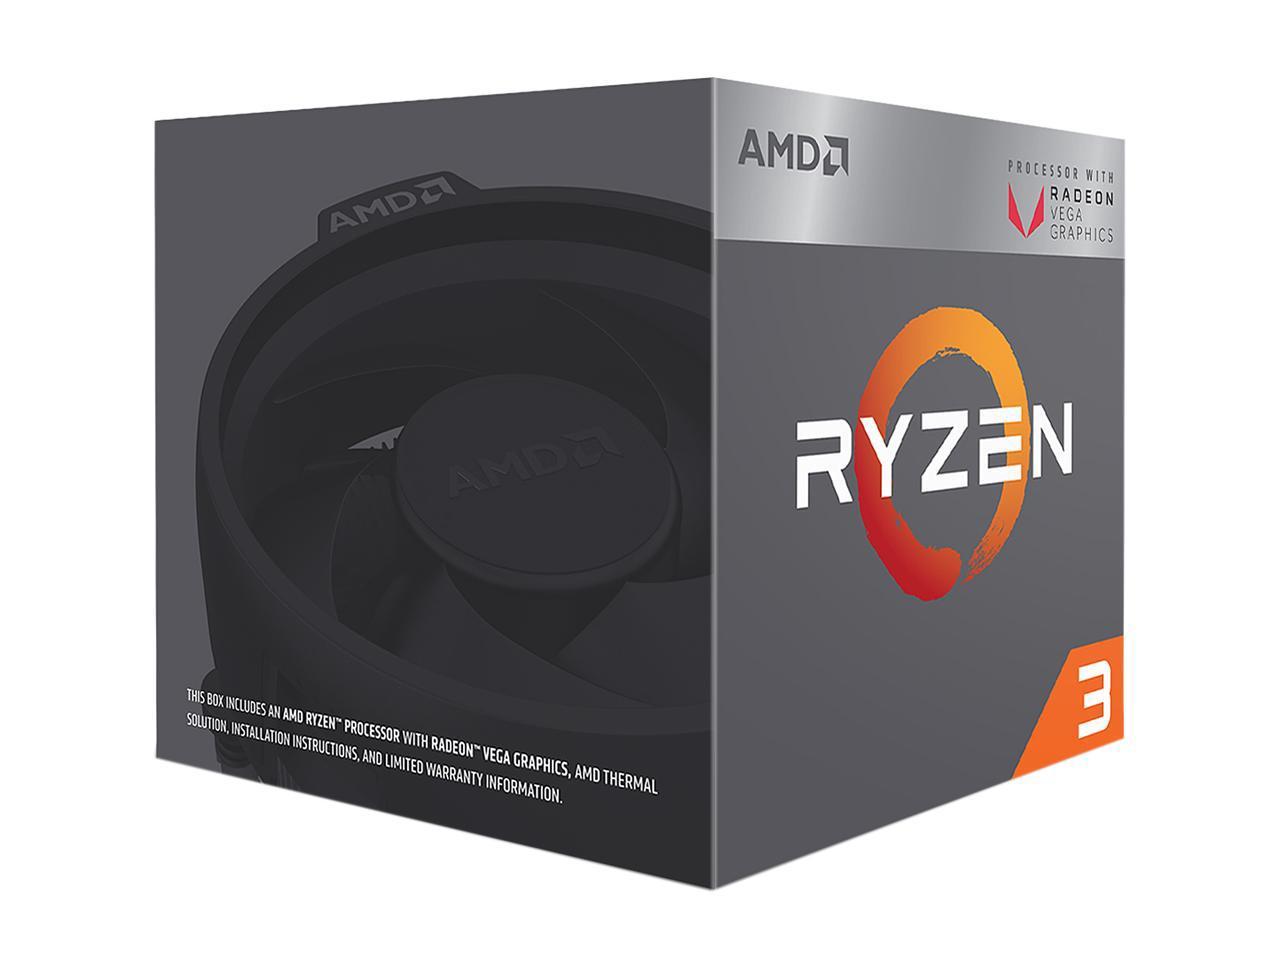 AMD
AMD
THIS BOX INCLUDES AN AMD RYZEN™ PROCESSOR WITH RADEON™ VEGA GRAPHICS, AMD THERMAL
SOLUTION, INSTALLATION INSTRUCTIONS, AND LIMITED WARRANTY INFORMATION.
AMD
PROCESSOR WITH
RADEON
VEGA
GRAPHICS
RYZEN
3